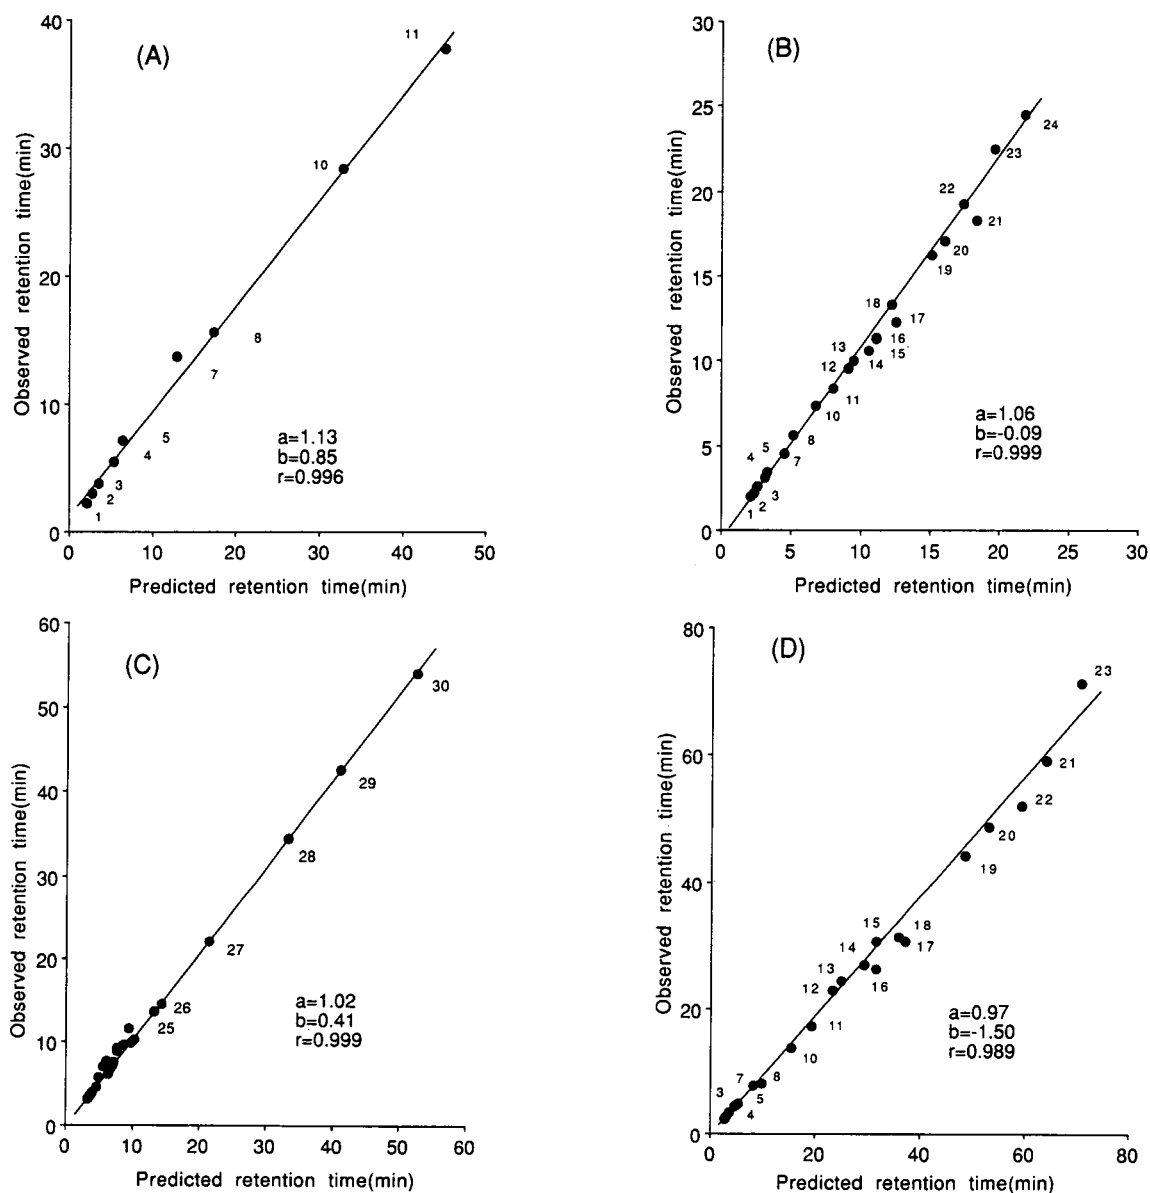 (A)
40
30
20
10
0
0 10 20 30 40 50
Observed retention time(min)
Predicted retention time(min)
11
10
8
7
5
4
3
2
1
a=1.13
b=0.85
r=0.996
(B)
30
25
20
15
10
5
0
0 5 10 15 20 25 30
Observed retention time(min)
Predicted retention time(min)
24
23
22
21
20
19
18
17
16
15
13
14
12
11
10
8
5
7
4
3
2
1
a=1.06
b=-0.09
r=0.999
(C)
60
50
40
30
20
10
0
0 10 20 30 40 50 60
Observed retention time(min)
Predicted retention time(min)
30
29
28
27
26
25
a=1.02
b=0.41
r=0.999
(D)
80
60
40
20
0
0 20 40 60 80
Observed retention time(min)
Predicted retention time(min)
23
21
22
20
19
18
15
17
14
16
13
12
11
10
7
8
3
5
4
a=0.97
b=-1.50
r=0.989